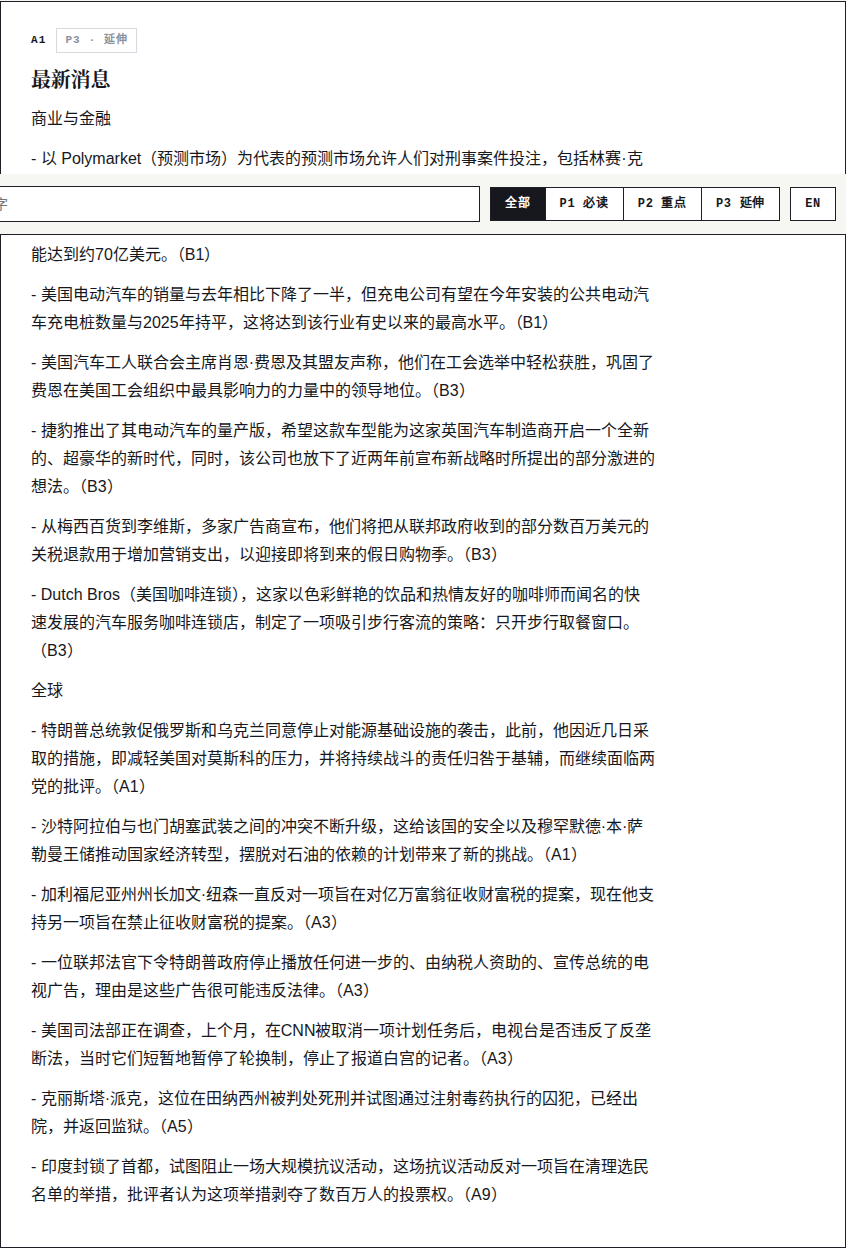 A1 P3 · 延伸
最新消息
商业与金融
- 以 Polymarket（预测市场）为代表的预测市场允许人们对刑事案件投注，包括林赛·克
字
全部 P1 必读 P2 重点 P3 延伸 EN
能达到约70亿美元。（B1）
- 美国电动汽车的销量与去年相比下降了一半，但充电公司有望在今年安装的公共电动汽
车充电桩数量与2025年持平，这将达到该行业有史以来的最高水平。（B1）
- 美国汽车工人联合会主席肖恩·费恩及其盟友声称，他们在工会选举中轻松获胜，巩固了
费恩在美国工会组织中最具影响力的力量中的领导地位。（B3）
- 捷豹推出了其电动汽车的量产版，希望这款车型能为这家英国汽车制造商开启一个全新
的、超豪华的新时代，同时，该公司也放下了近两年前宣布新战略时所提出的部分激进的
想法。（B3）
- 从梅西百货到李维斯，多家广告商宣布，他们将把从联邦政府收到的部分数百万美元的
关税退款用于增加营销支出，以迎接即将到来的假日购物季。（B3）
- Dutch Bros（美国咖啡连锁），这家以色彩鲜艳的饮品和热情友好的咖啡师而闻名的快
速发展的汽车服务咖啡连锁店，制定了一项吸引步行客流的策略：只开步行取餐窗口。
（B3）
全球
- 特朗普总统敦促俄罗斯和乌克兰同意停止对能源基础设施的袭击，此前，他因近几日采
取的措施，即减轻美国对莫斯科的压力，并将持续战斗的责任归咎于基辅，而继续面临两
党的批评。（A1）
- 沙特阿拉伯与也门胡塞武装之间的冲突不断升级，这给该国的安全以及穆罕默德·本·萨
勒曼王储推动国家经济转型，摆脱对石油的依赖的计划带来了新的挑战。（A1）
- 加利福尼亚州州长加文·纽森一直反对一项旨在对亿万富翁征收财富税的提案，现在他支
持另一项旨在禁止征收财富税的提案。（A3）
- 一位联邦法官下令特朗普政府停止播放任何进一步的、由纳税人资助的、宣传总统的电
视广告，理由是这些广告很可能违反法律。（A3）
- 美国司法部正在调查，上个月，在CNN被取消一项计划任务后，电视台是否违反了反垄
断法，当时它们短暂地暂停了轮换制，停止了报道白宫的记者。（A3）
- 克丽斯塔·派克，这位在田纳西州被判处死刑并试图通过注射毒药执行的囚犯，已经出
院，并返回监狱。（A5）
- 印度封锁了首都，试图阻止一场大规模抗议活动，这场抗议活动反对一项旨在清理选民
名单的举措，批评者认为这项举措剥夺了数百万人的投票权。（A9）